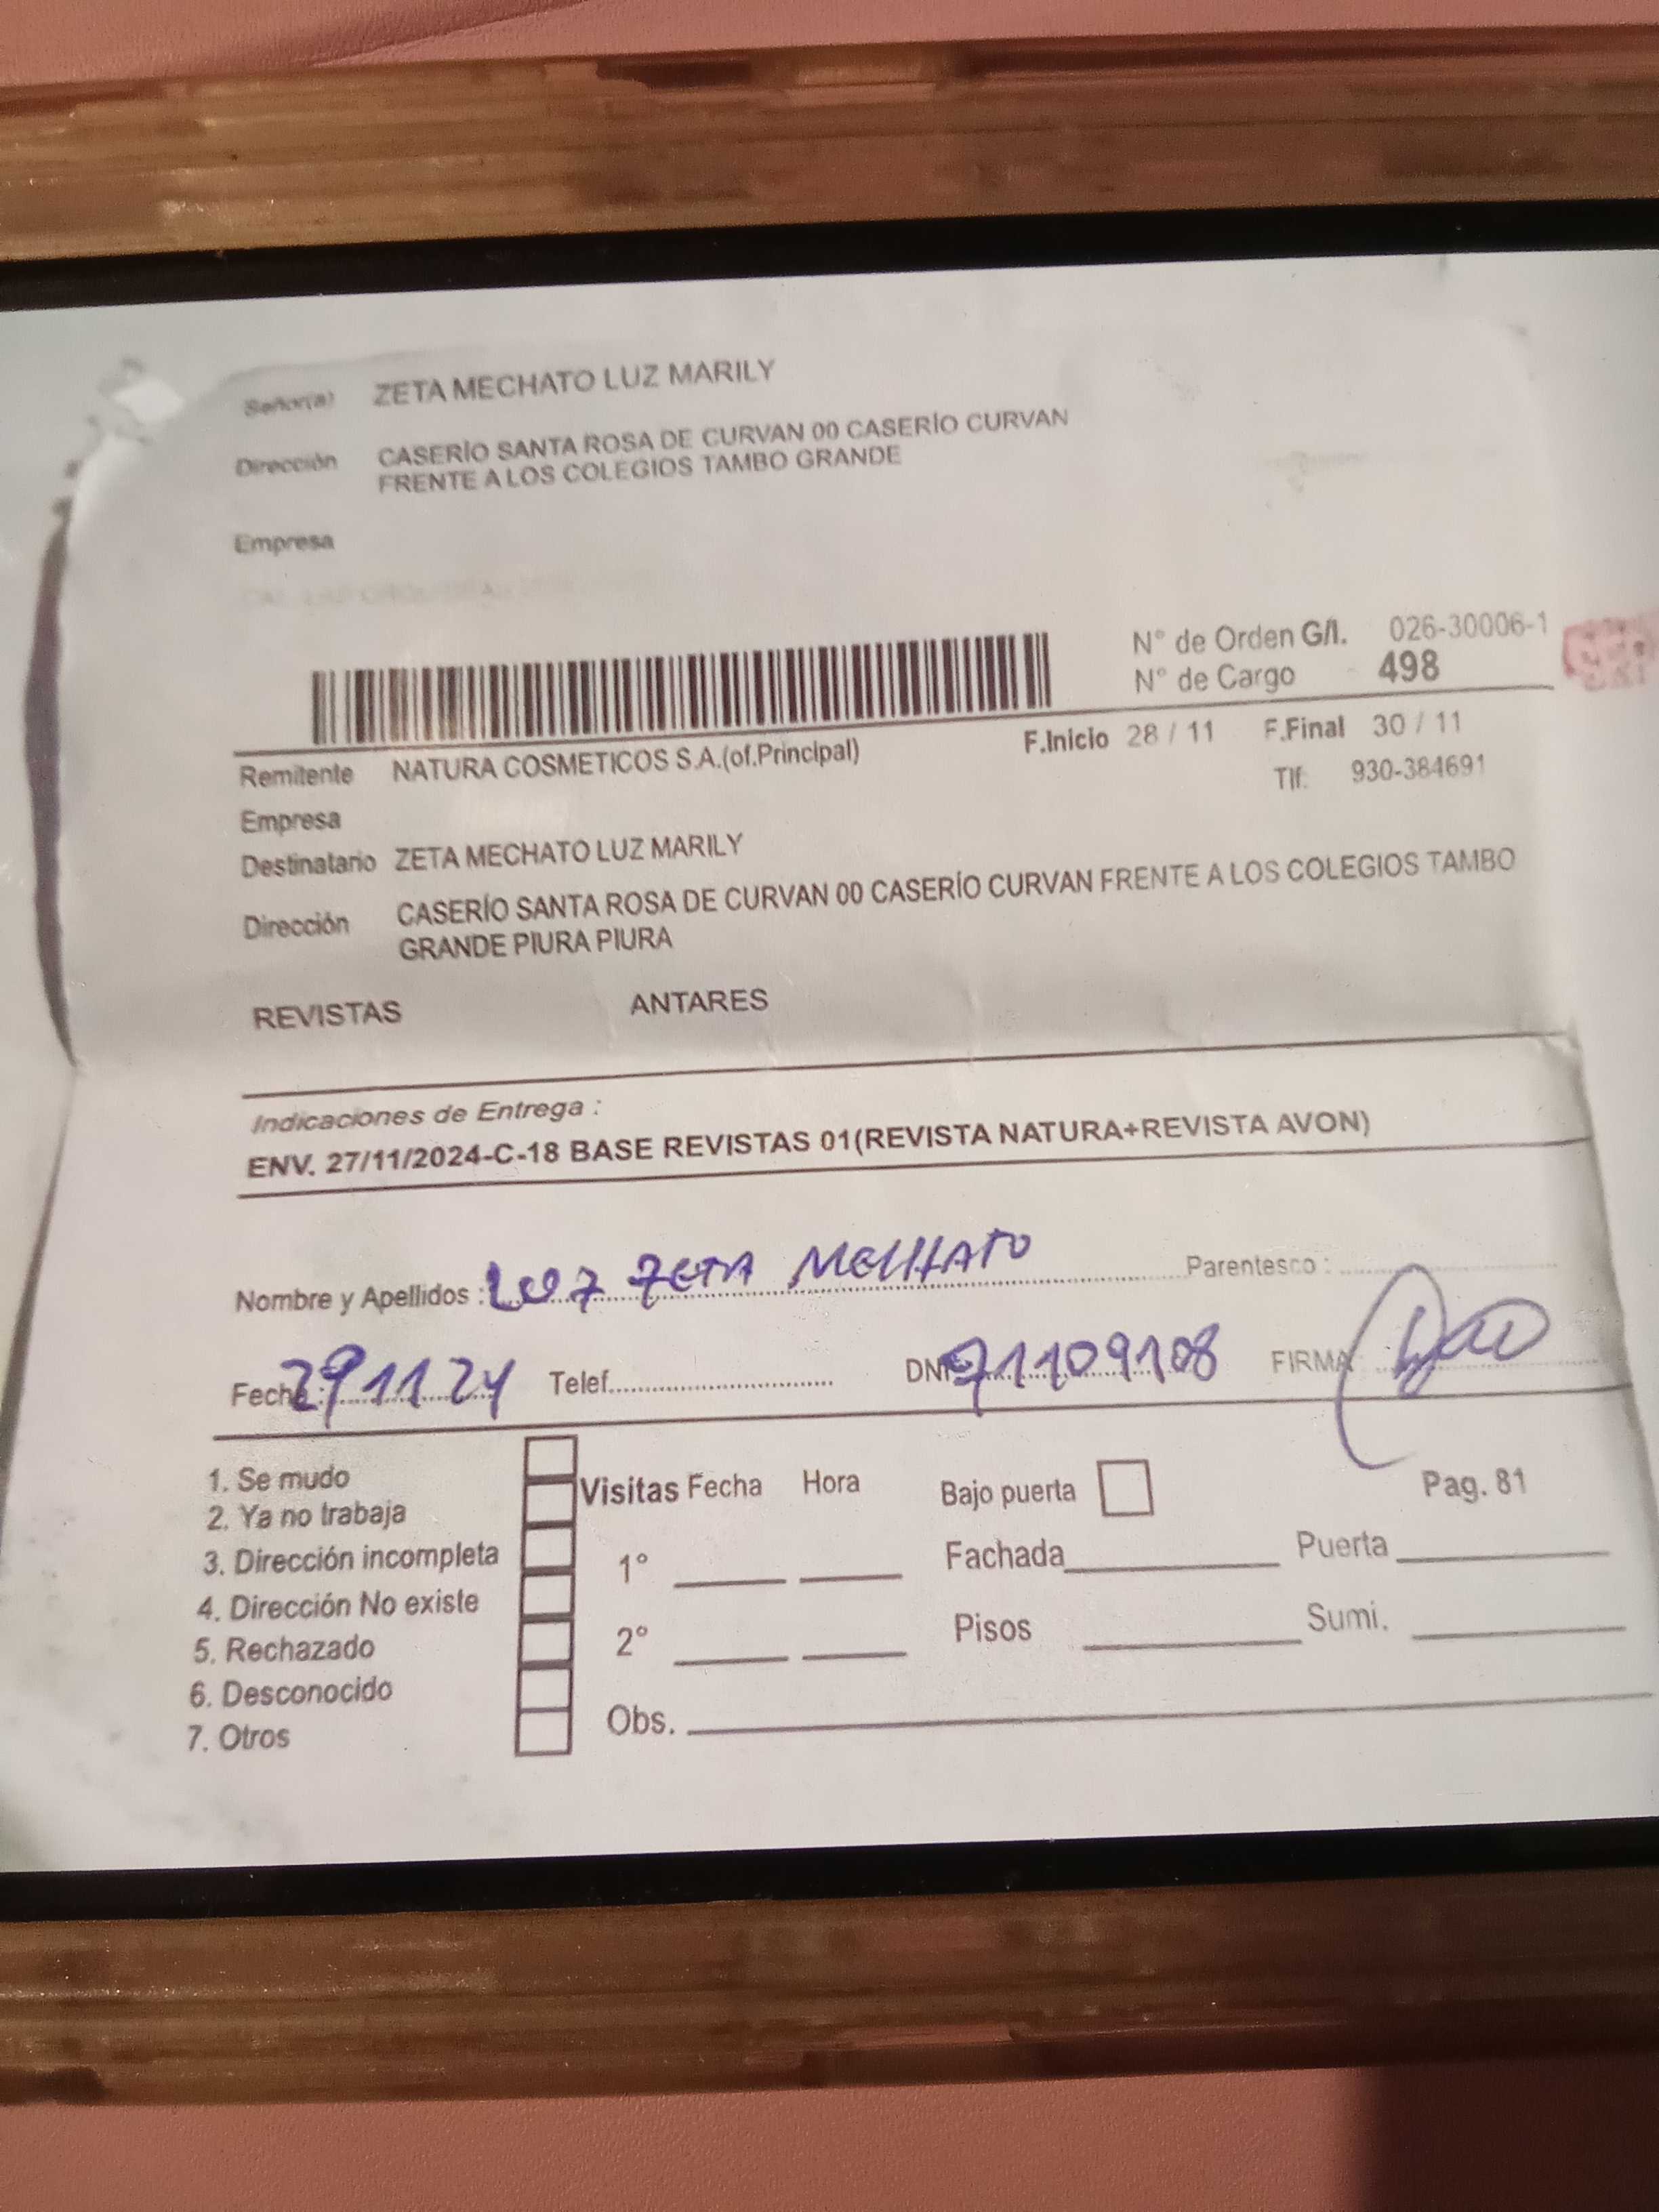 Señor(a) ZETA MECHATO LUZ MARILY
Dirección CASERÍO SANTA ROSA DE CURVAN 00 CASERÍO CURVAN
FRENTE A LOS COLEGIOS TAMBO GRANDE
Empresa
N° de Orden G/I. 026-30006-1
N° de Cargo 498
Remitente NATURA COSMETICOS S.A.(of.Principal) F.Inicio 28 / 11 F.Final 30 / 11
Tlf: 930-384691
Empresa
Destinatario ZETA MECHATO LUZ MARILY
Dirección CASERÍO SANTA ROSA DE CURVAN 00 CASERÍO CURVAN FRENTE A LOS COLEGIOS TAMBO
GRANDE PIURA PIURA
REVISTAS ANTARES
Indicaciones de Entrega :
ENV. 27/11/2024-C-18 BASE REVISTAS 01(REVISTA NATURA+REVISTA AVON)
Nombre y Apellidos : LUZ ZETA MECHATO Parentesco :
Fecha : 29 11 24 Telef. DNI 71109108 FIRMA
1. Se mudo
2. Ya no trabaja
3. Dirección incompleta
4. Dirección No existe
5. Rechazado
6. Desconocido
7. Otros
Visitas Fecha Hora
1°
2°
Obs.
Bajo puerta Pag. 81
Fachada Puerta
Pisos Sumi.